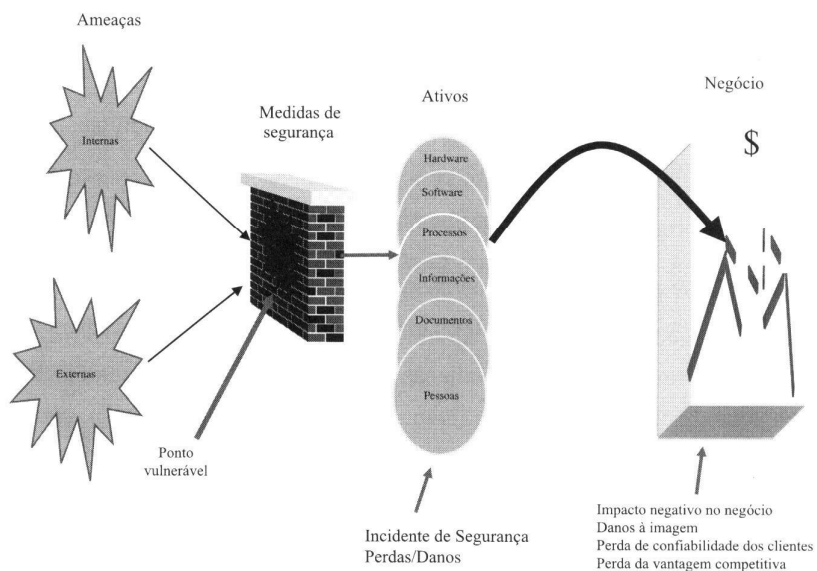 Ameaças
Internas
Externas
Medidas de
segurança
Ponto
vulnerável
Ativos
Hardware
Software
Processos
Informações
Documentos
Pessoas
Incidente de Segurança
Perdas/Danos
Negócio
$
Impacto negativo no negócio
Danos à imagem
Perda de confiabilidade dos clientes
Perda da vantagem competitiva